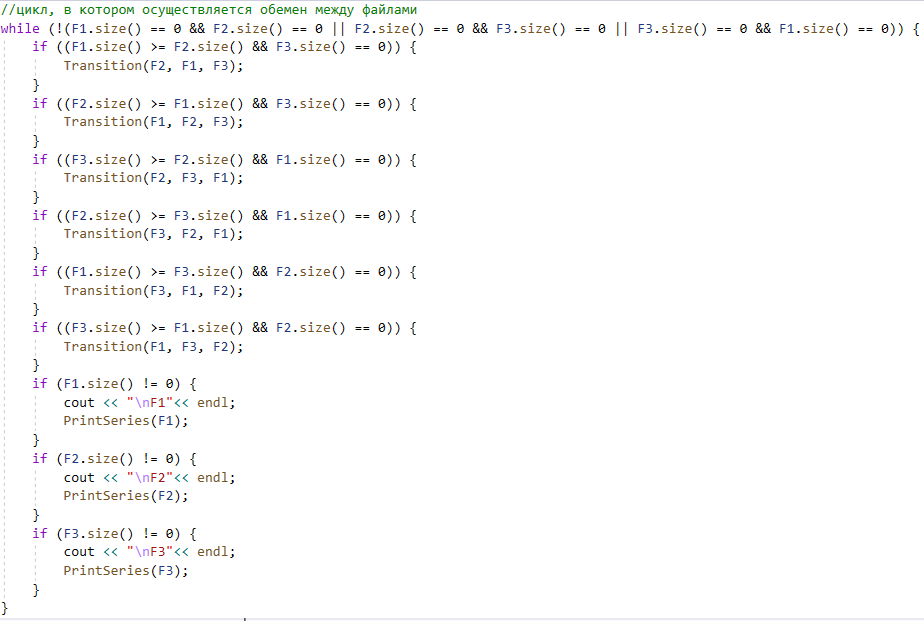 //цикл, в котором осуществляется обемен между файлами
while (!(F1.size() == 0 && F2.size() == 0 || F2.size() == 0 && F3.size() == 0 || F3.size() == 0 && F1.size() == 0)) {
    if ((F1.size() >= F2.size() && F3.size() == 0)) {
        Transition(F2, F1, F3);
    }
    if ((F2.size() >= F1.size() && F3.size() == 0)) {
        Transition(F1, F2, F3);
    }
    if ((F3.size() >= F2.size() && F1.size() == 0)) {
        Transition(F2, F3, F1);
    }
    if ((F2.size() >= F3.size() && F1.size() == 0)) {
        Transition(F3, F2, F1);
    }
    if ((F1.size() >= F3.size() && F2.size() == 0)) {
        Transition(F3, F1, F2);
    }
    if ((F3.size() >= F1.size() && F2.size() == 0)) {
        Transition(F1, F3, F2);
    }
    if (F1.size() != 0) {
        cout << "\nF1"<< endl;
        PrintSeries(F1);
    }
    if (F2.size() != 0) {
        cout << "\nF2"<< endl;
        PrintSeries(F2);
    }
    if (F3.size() != 0) {
        cout << "\nF3"<< endl;
        PrintSeries(F3);
    }
}